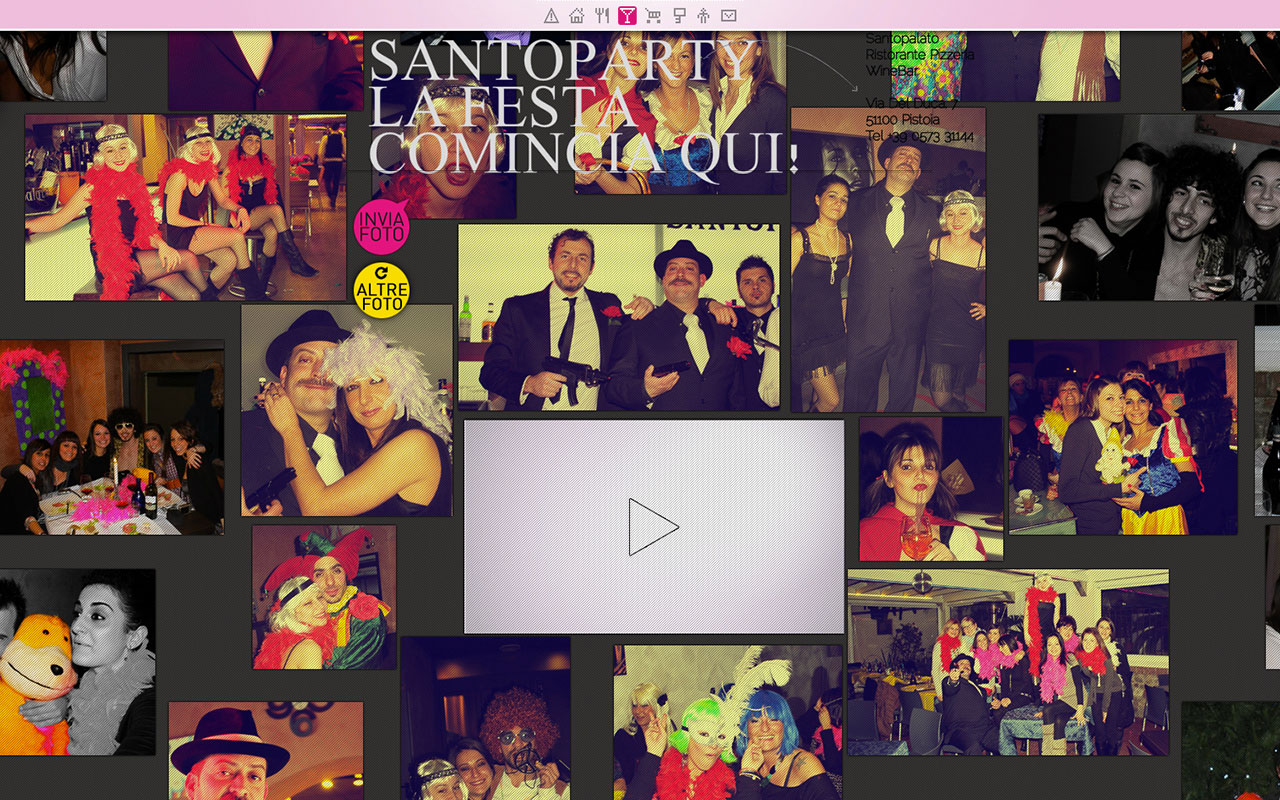 SANTOPARTY
LA FESTA
COMINCIA QUI!
Santopalato
Ristorante Pizzeria
WineBar
Via Del Duca, 7
51100 Pistoia
Tel +39 0573 31144
INVIA
FOTO
ALTRE
FOTO